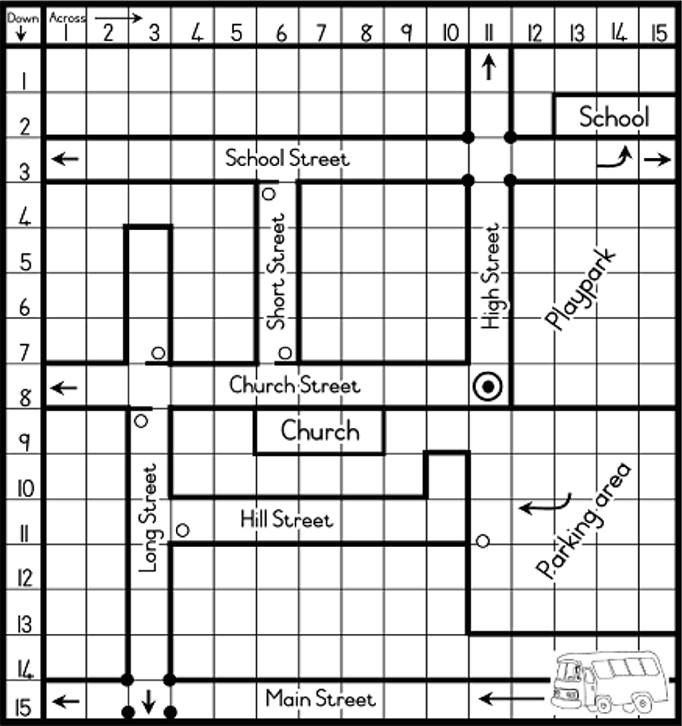 Down Across
1 2 3 4 5 6 7 8 9 10 11 12 13 14 15
1
School
2
School Street
3
4
Short Street
High Street
Playpark
5
6
7
Church Street
8
Church
9
10
Long Street
Hill Street
Parking area
11
12
13
14
Main Street
15